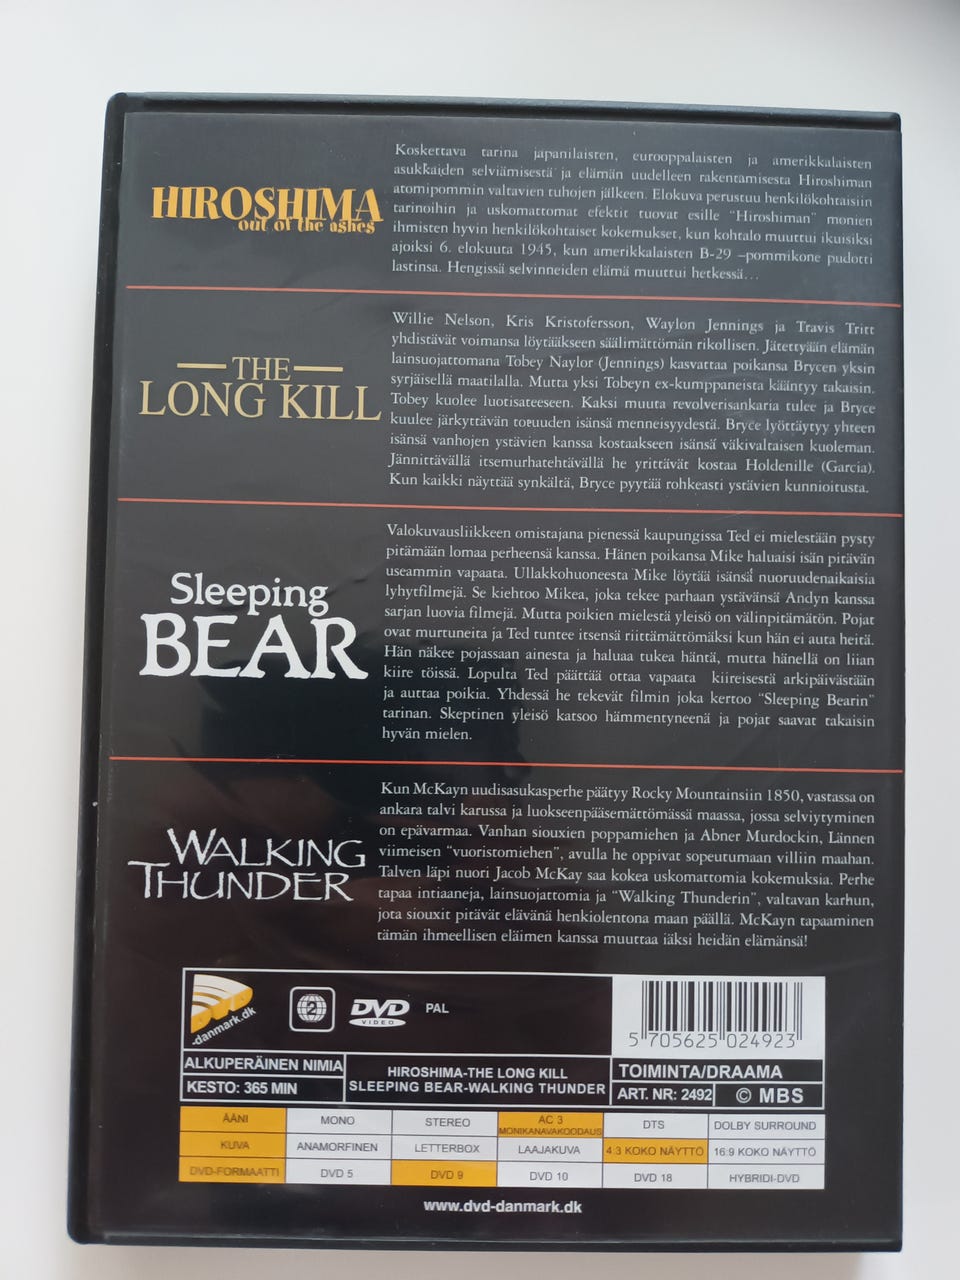 HIROSHIMA
out of the ashes
Koskettava tarina japanilaisten, eurooppalaisten ja amerikkalaisten
asukkaiden selviämisestä ja elämän uudelleen rakentamisesta Hiroshiman
atomipommin valtavien tuhojen jälkeen. Elokuva perustuu henkilökohtaisiin
tarinoihin ja uskomattomat efektit tuovat esille "Hiroshiman" monien
ihmisten hyvin henkilökohtaiset kokemukset, kun kohtalo muuttui ikuisiksi
ajoiksi 6. elokuuta 1945, kun amerikkalaisten B-29 –pommikone pudotti
lastinsa. Hengissä selvinneiden elämä muuttui hetkessä...
THE
LONG KILL
Willie Nelson, Kris Kristofersson, Waylon Jennings ja Travis Tritt
yhdistävät voimansa löytääkseen säälimättömän rikollisen. Jätettyään elämän
lainsuojattomana Tobey Naylor (Jennings) kasvattaa poikansa Brycen yksin
syrjäisellä maatilalla. Mutta yksi Tobeyn ex-kumppaneista kääntyy takaisin.
Tobey kuolee luotisateeseen. Kaksi muuta revolverisankaria tulee ja Bryce
kuulee järkyttävän totuuden isänsä menneisyydestä. Bryce lyöttäytyy yhteen
isänsä vanhojen ystävien kanssa kostaakseen isänsä väkivaltaisen kuoleman.
Jännittävällä itsemurhatehtävällä he yrittävät kostaa Holdenille (Garcia).
Kun kaikki näyttää synkältä, Bryce pyytää rohkeasti ystävien kunnioitusta.
Sleeping
BEAR
Valokuvausliikkeen omistajana pienessä kaupungissa Ted ei mielestään pysty
pitämään lomaa perheensä kanssa. Hänen poikansa Mike haluaisi isän pitävän
useammin vapaata. Ullakkohuoneesta Mike löytää isänsä nuoruudenaikaisia
lyhytfilmejä. Se kiehtoo Mikea, joka tekee parhaan ystävänsä Andyn kanssa
sarjan luovia filmejä. Mutta poikien mielestä yleisö on välinpitämätön. Pojat
ovat murtuneita ja Ted tuntee itsensä riittämättömäksi kun hän ei auta heitä.
Hän näkee pojassaan ainesta ja haluaa tukea häntä, mutta hänellä on liian
kiire töissä. Lopulta Ted päättää ottaa vapaata kiireisestä arkipäivästään
ja auttaa poikia. Yhdessä he tekevät filmin joka kertoo "Sleeping Bearin"
tarinan. Skeptinen yleisö katsoo hämmentyneenä ja pojat saavat takaisin
hyvän mielen.
WALKING
THUNDER
Kun McKayn uudisasukasperhe päätyy Rocky Mountainsiin 1850, vastassa on
ankara talvi karussa ja luoksepääsemättömässä maassa, jossa selviytyminen
on epävarmaa. Vanhan siouxien poppamiehen ja Abner Murdockin, Lännen
viimeisen "vuoristomiehen", avulla he oppivat sopeutumaan villiin maahan.
Talven läpi nuori Jacob McKay saa kokea uskomattomia kokemuksia. Perhe
tapaa intiaaneja, lainsuojattomia ja "Walking Thunderin", valtavan karhun,
jota siouxit pitävät elävänä henkiolentona maan päällä. McKayn tapaaminen
tämän ihmeellisen eläimen kanssa muuttaa iäksi heidän elämänsä!
DVD
-danmark.dk
2
DVD
VIDEO
PAL
5 705625 024923
ALKUPERÄINEN NIMIA
KESTO: 365 MIN
HIROSHIMA-THE LONG KILL
SLEEPING BEAR-WALKING THUNDER
TOIMINTA/DRAAMA
ART. NR: 2492
© MBS
ÄÄNI MONO STEREO AC 3 MONIKANAVAKOODAUS DTS DOLBY SURROUND
KUVA ANAMORFINEN LETTERBOX LAAJAKUVA 4:3 KOKO NÄYTTÖ 16:9 KOKO NÄYTTÖ
DVD-FORMAATTI DVD 5 DVD 9 DVD 10 DVD 18 HYBRIDI-DVD
www.dvd-danmark.dk